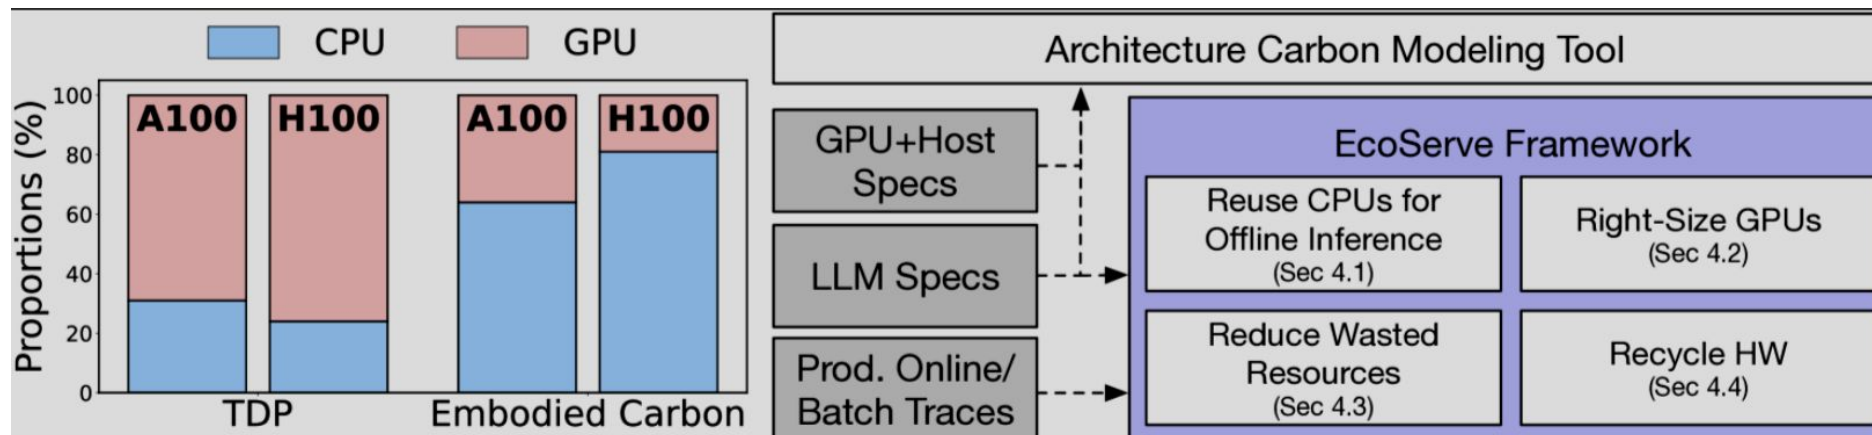 CPU
GPU
Proportions (%)
100
80
60
40
20
0
A100
H100
A100
H100
TDP
Embodied Carbon
Architecture Carbon Modeling Tool
GPU+Host
Specs
LLM Specs
Prod. Online/
Batch Traces
EcoServe Framework
Reuse CPUs for
Offline Inference
(Sec 4.1)
Right-Size GPUs
(Sec 4.2)
Reduce Wasted
Resources
(Sec 4.3)
Recycle HW
(Sec 4.4)